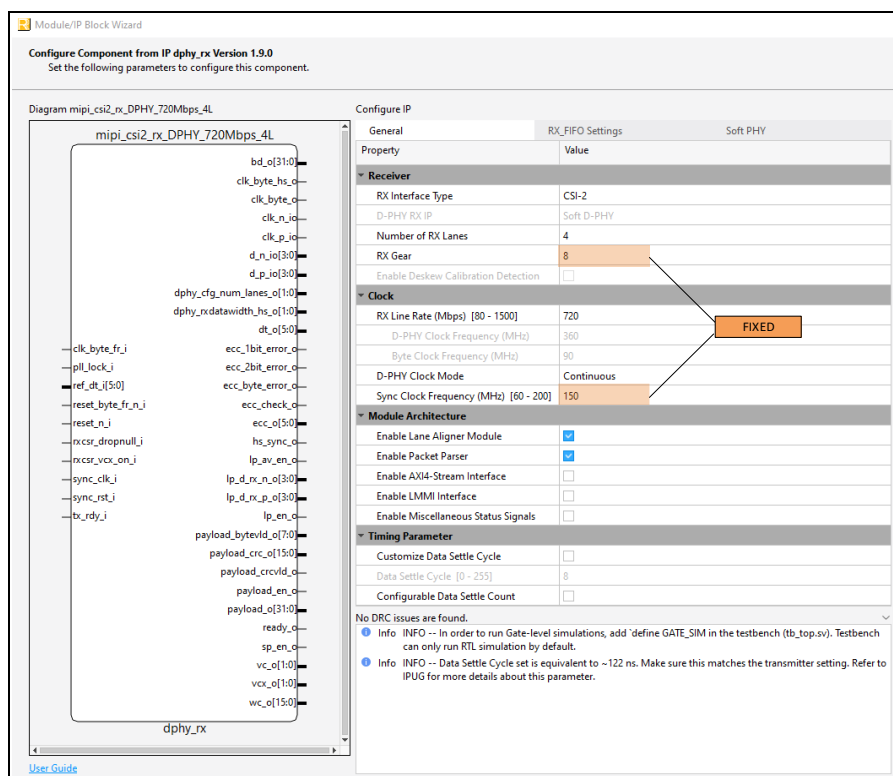 Module/IP Block Wizard
Configure Component from IP dphy_rx Version 1.9.0
Set the following parameters to configure this component.
Diagram mipi_csi2_rx_DPHY_720Mbps_4L
mipi_csi2_rx_DPHY_720Mbps_4L
bd_o[31:0]
clk_byte_hs_o
clk_byte_o
clk_n_io
clk_p_io
d_n_io[3:0]
d_p_io[3:0]
dphy_cfg_num_lanes_o[1:0]
dphy_rxdatawidth_hs_o[1:0]
dt_o[5:0]
clk_byte_fr_i ecc_1bit_error_o
pll_lock_i ecc_2bit_error_o
ref_dt_i[5:0] ecc_byte_error_o
reset_byte_fr_n_i ecc_check_o
reset_n_i ecc_o[5:0]
rxcsr_dropnull_i hs_sync_o
rxcsr_vcx_on_i lp_av_en_o
sync_clk_i lp_d_rx_n_o[3:0]
sync_rst_i lp_d_rx_p_o[3:0]
tx_rdy_i lp_en_o
payload_bytevld_o[7:0]
payload_crc_o[15:0]
payload_crcvld_o
payload_en_o
payload_o[31:0]
ready_o
sp_en_o
vc_o[1:0]
vcx_o[1:0]
wc_o[15:0]
dphy_rx
User Guide
Configure IP
General RX_FIFO Settings Soft PHY
Property Value
Receiver
RX Interface Type CSI-2
D-PHY RX IP Soft D-PHY
Number of RX Lanes 4
RX Gear 8
Enable Deskew Calibration Detection
Clock
RX Line Rate (Mbps) [80 - 1500] 720
FIXED
D-PHY Clock Frequency (MHz) 360
Byte Clock Frequency (MHz) 90
D-PHY Clock Mode Continuous
Sync Clock Frequency (MHz) [60 - 200] 150
Module Architecture
Enable Lane Aligner Module
Enable Packet Parser
Enable AXI4-Stream Interface
Enable LMMI Interface
Enable Miscellaneous Status Signals
Timing Parameter
Customize Data Settle Cycle
Data Settle Cycle [0 - 255] 8
Configurable Data Settle Count
No DRC issues are found.
Info INFO -- In order to run Gate-level simulations, add `define GATE_SIM in the testbench (tb_top.sv). Testbench
can only run RTL simulation by default.
Info INFO -- Data Settle Cycle set is equivalent to ~122 ns. Make sure this matches the transmitter setting. Refer to
IPUG for more details about this parameter.